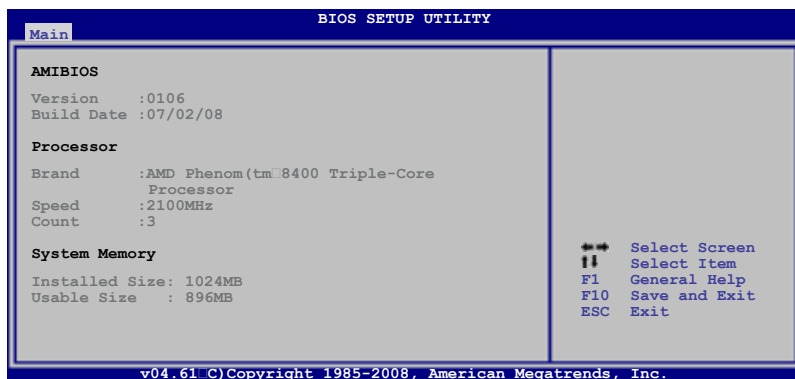 BIOS SETUP UTILITY
Main
AMIBIOS
Version :0106
Build Date :07/02/08
Processor
Brand :AMD Phenom(tm□8400 Triple-Core
Processor
Speed :2100MHz
Count :3
System Memory
Installed Size: 1024MB
Usable Size : 896MB
←→ Select Screen
↑↓ Select Item
F1 General Help
F10 Save and Exit
ESC Exit
v04.61□C)Copyright 1985-2008, American Megatrends, Inc.